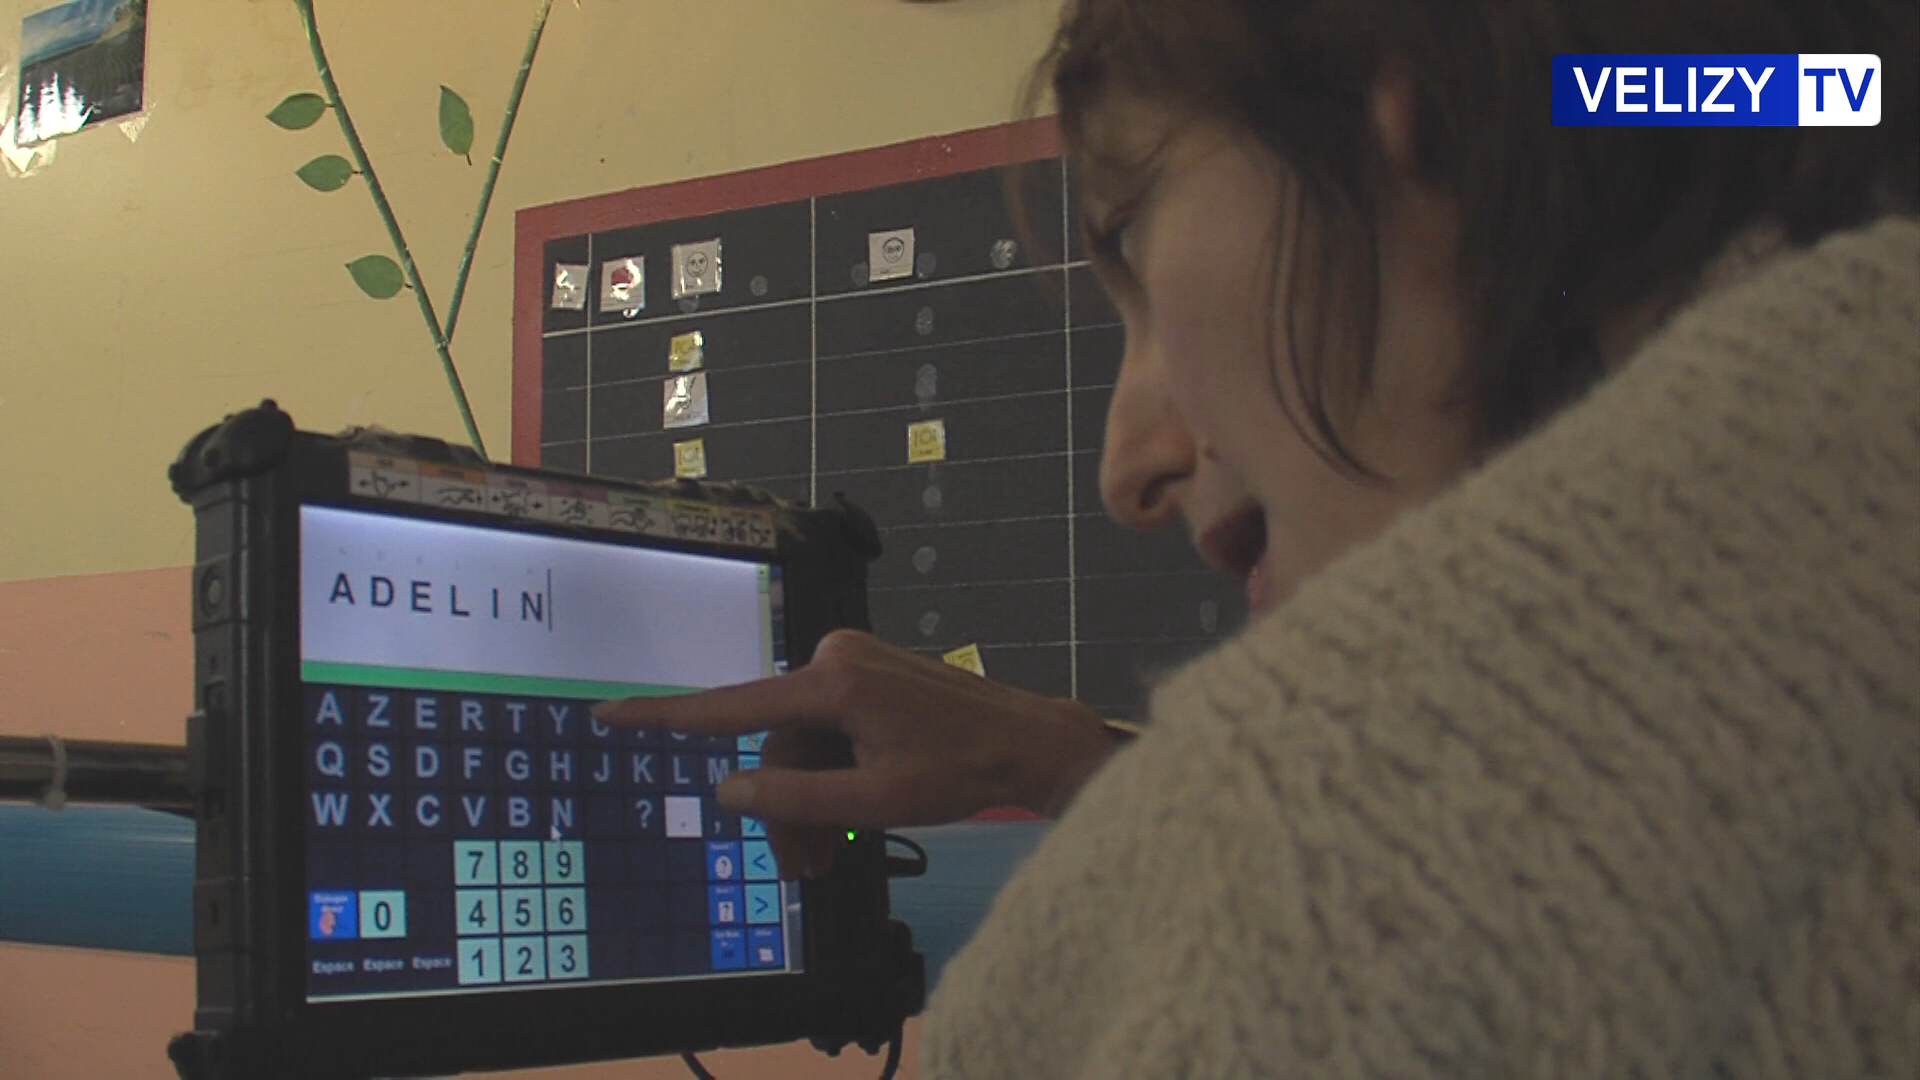 VELIZY TV
ADELIN
A Z E R T Y
Q S D F G H J K L M
W X C V B N ? . ,
7 8 9 <
0 4 5 6 >
Espace Espace Espace 1 2 3